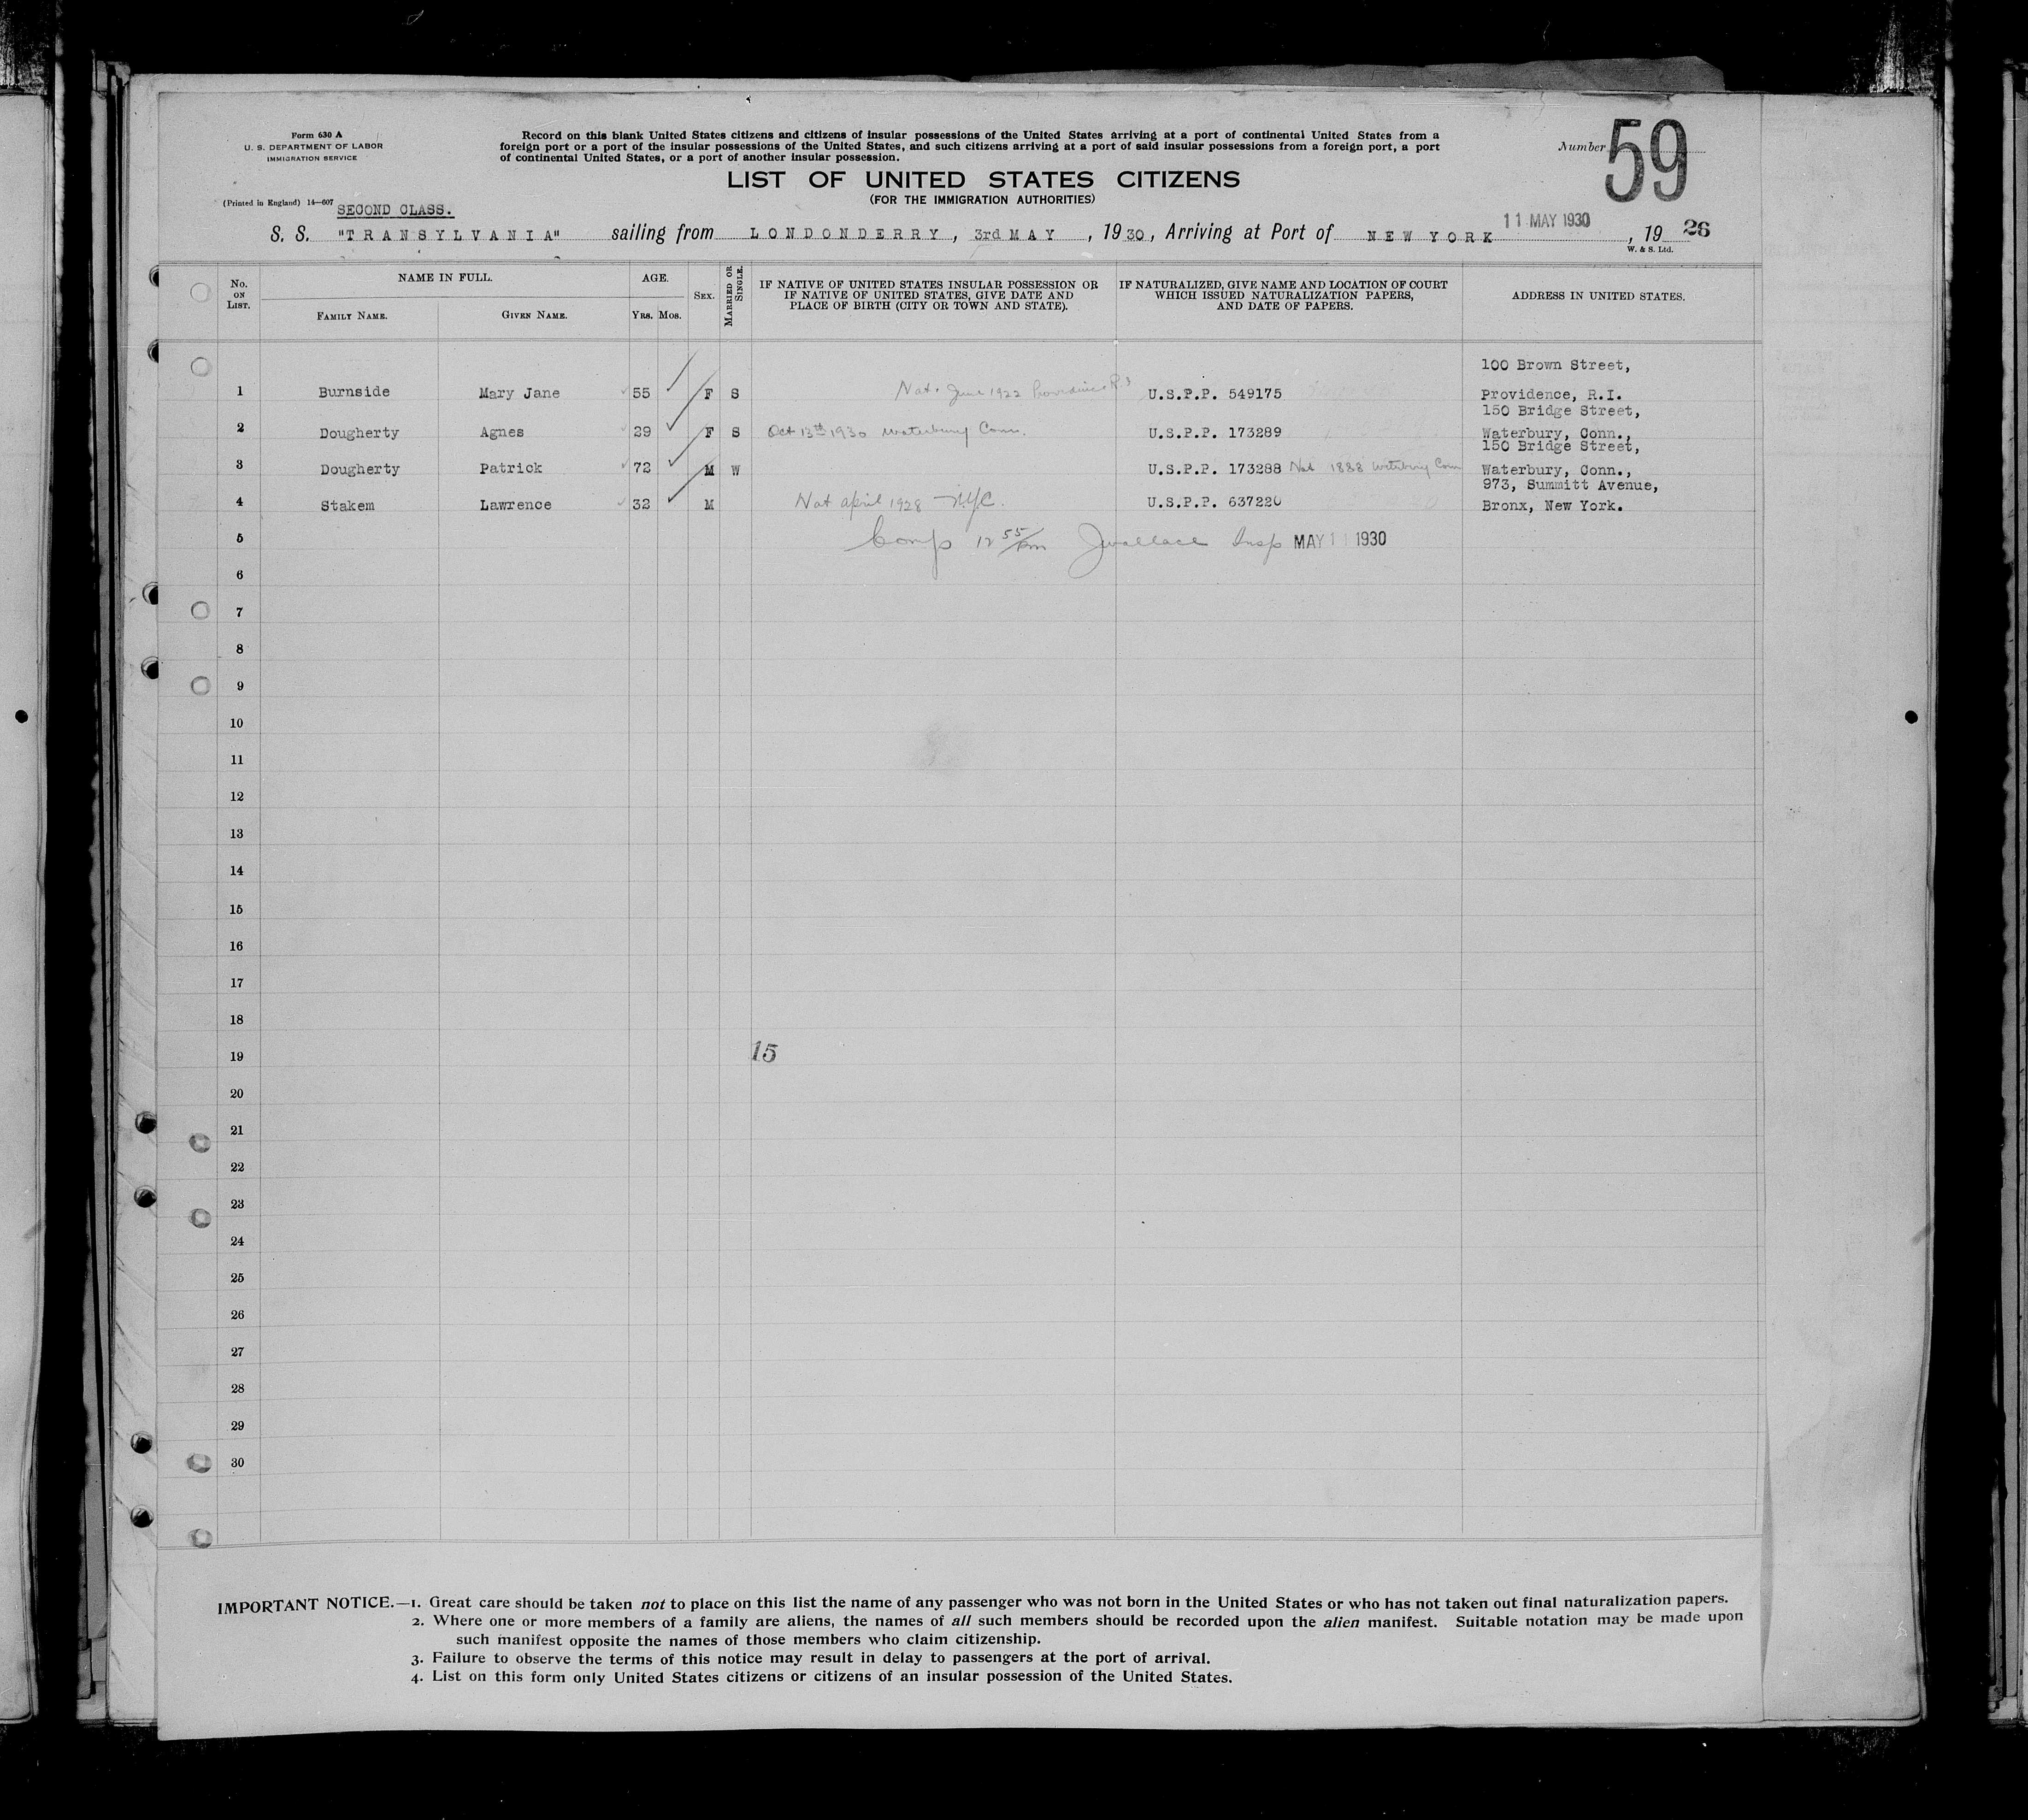 Form 630 A
U. S. DEPARTMENT OF LABOR
IMMIGRATION SERVICE
Record on this blank United States citizens and citizens of insular possessions of the United States arriving at a port of continental United States from a
foreign port or a port of the insular possessions of the United States, and such citizens arriving at a port of said insular possessions from a foreign port, a port
of continental United States, or a port of another insular possession.
Number 59
LIST OF UNITED STATES CITIZENS
(FOR THE IMMIGRATION AUTHORITIES)
(Printed in England) 14—607
SECOND CLASS.
11 MAY 1930
S. S. "TRANSYLVANIA" sailing from LONDONDERRY, 3rd MAY, 1930, Arriving at Port of NEW YORK, 19 26
W. & S. Ltd.
No. ON LIST.
NAME IN FULL.
FAMILY NAME. GIVEN NAME.
AGE.
YRS. MOS.
SEX.
MARRIED OR SINGLE.
IF NATIVE OF UNITED STATES INSULAR POSSESSION OR
IF NATIVE OF UNITED STATES, GIVE DATE AND
PLACE OF BIRTH (CITY OR TOWN AND STATE).
IF NATURALIZED, GIVE NAME AND LOCATION OF COURT
WHICH ISSUED NATURALIZATION PAPERS,
AND DATE OF PAPERS.
ADDRESS IN UNITED STATES.
100 Brown Street,
1 Burnside Mary Jane 55 F S Nat. June 1922 Providence R.I U.S.P.P. 549175 Providence, R.I.
150 Bridge Street,
2 Dougherty Agnes 29 F S Oct 13th 1930 Waterbury Conn. U.S.P.P. 173289 Waterbury, Conn.,
150 Bridge Street,
3 Dougherty Patrick 72 M W U.S.P.P. 173288 Nat 1888 Waterbury Conn Waterbury, Conn.,
973, Summitt Avenue,
4 Stakem Lawrence 32 M Nat april 1928 - NYC. U.S.P.P. 637220 Bronx, New York.
5 Comp 12 55/pm J Wallace Insp MAY 11 1930
6
7
8
9
10
11
12
13
14
15
16
17
18
19 15
20
21
22
23
24
25
26
27
28
29
30
IMPORTANT NOTICE.—1. Great care should be taken not to place on this list the name of any passenger who was not born in the United States or who has not taken out final naturalization papers.
2. Where one or more members of a family are aliens, the names of all such members should be recorded upon the alien manifest. Suitable notation may be made upon
such manifest opposite the names of those members who claim citizenship.
3. Failure to observe the terms of this notice may result in delay to passengers at the port of arrival.
4. List on this form only United States citizens or citizens of an insular possession of the United States.